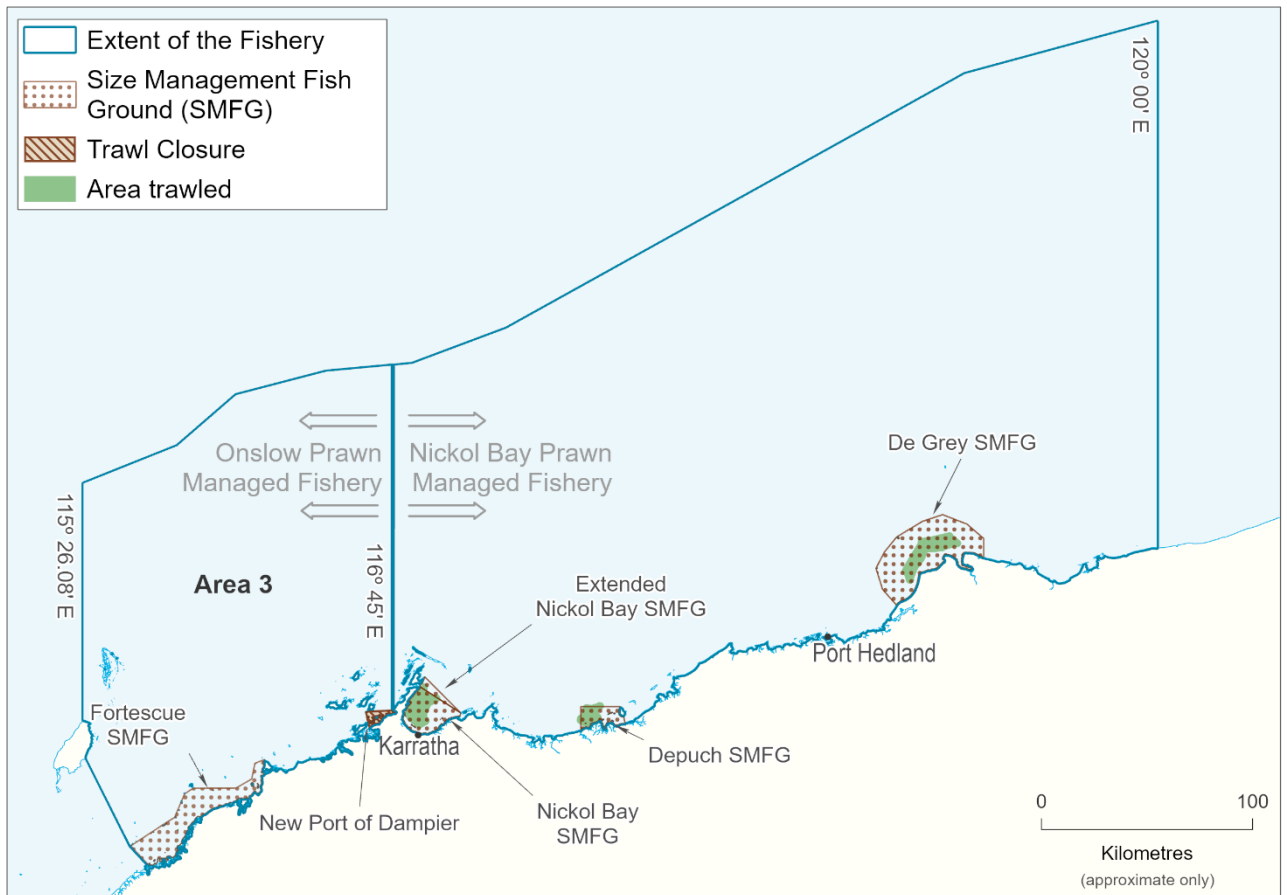 Extent of the Fishery
Size Management Fish
Ground (SMFG)
Trawl Closure
Area trawled
120° 00' E
Onslow Prawn
Managed Fishery
Nickol Bay Prawn
Managed Fishery
De Grey SMFG
115° 26.08' E
116° 45' E
Area 3
Extended
Nickol Bay SMFG
Port Hedland
Fortescue
SMFG
Karratha
Depuch SMFG
New Port of Dampier
Nickol Bay
SMFG
0
100
Kilometres
(approximate only)